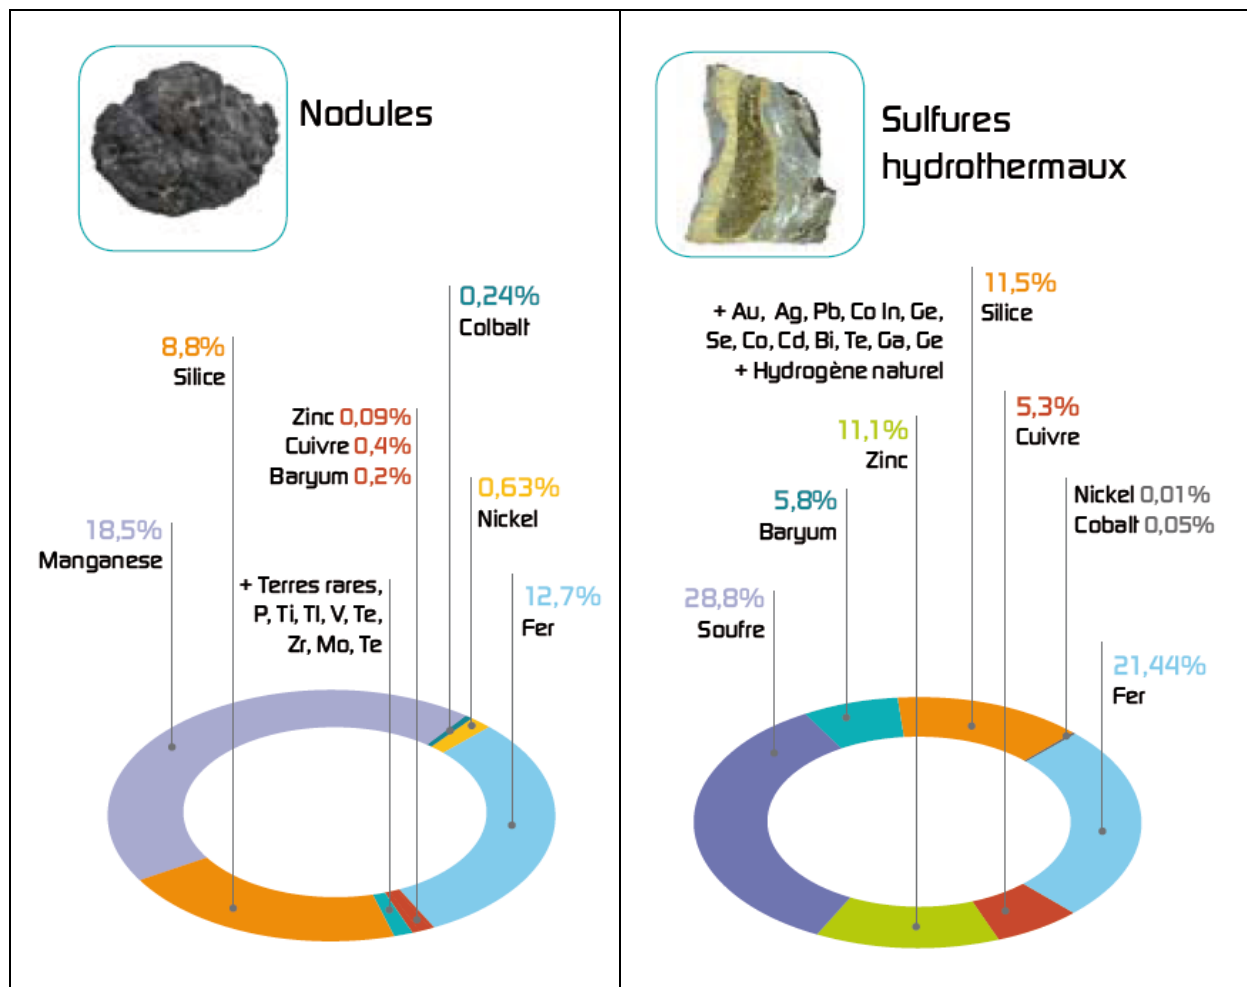 Nodules
0,24%
Colbalt
8,8%
Silice
Zinc 0,09%
Cuivre 0,4%
Baryum 0,2%
0,63%
Nickel
18,5%
Manganese
+ Terres rares,
P, Ti, Tl, V, Te,
Zr, Mo, Te
12,7%
Fer
Sulfures
hydrothermaux
11,5%
Silice
+ Au, Ag, Pb, Co In, Ge,
Se, Co, Cd, Bi, Te, Ga, Ge
+ Hydrogène naturel
5,3%
Cuivre
11,1%
Zinc
Nickel 0,01%
Cobalt 0,05%
5,8%
Baryum
28,8%
Soufre
21,44%
Fer